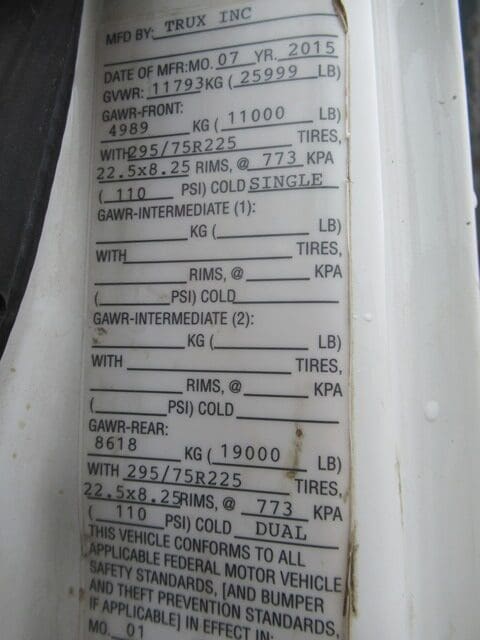 MFD BY: TRUX INC
DATE OF MFR: MO. 07 YR. 2015
GVWR: 11793 KG ( 25999 LB)
GAWR-FRONT:
4989 KG ( 11000 LB)
WITH 295/75R225 TIRES,
22.5x8.25 RIMS, @ 773 KPA
( 110 PSI) COLD SINGLE
GAWR-INTERMEDIATE (1):
KG ( LB)
WITH TIRES,
RIMS, @ KPA
( PSI) COLD
GAWR-INTERMEDIATE (2):
KG ( LB)
WITH TIRES,
RIMS, @ KPA
( PSI) COLD
GAWR-REAR:
8618 KG ( 19000 LB)
WITH 295/75R225 TIRES,
22.5x8.25 RIMS, @ 773 KPA
( 110 PSI) COLD DUAL
THIS VEHICLE CONFORMS TO ALL
APPLICABLE FEDERAL MOTOR VEHICLE
SAFETY STANDARDS, [AND BUMPER
AND THEFT PREVENTION STANDARDS,
IF APPLICABLE] IN EFFECT IN:
MO. 01